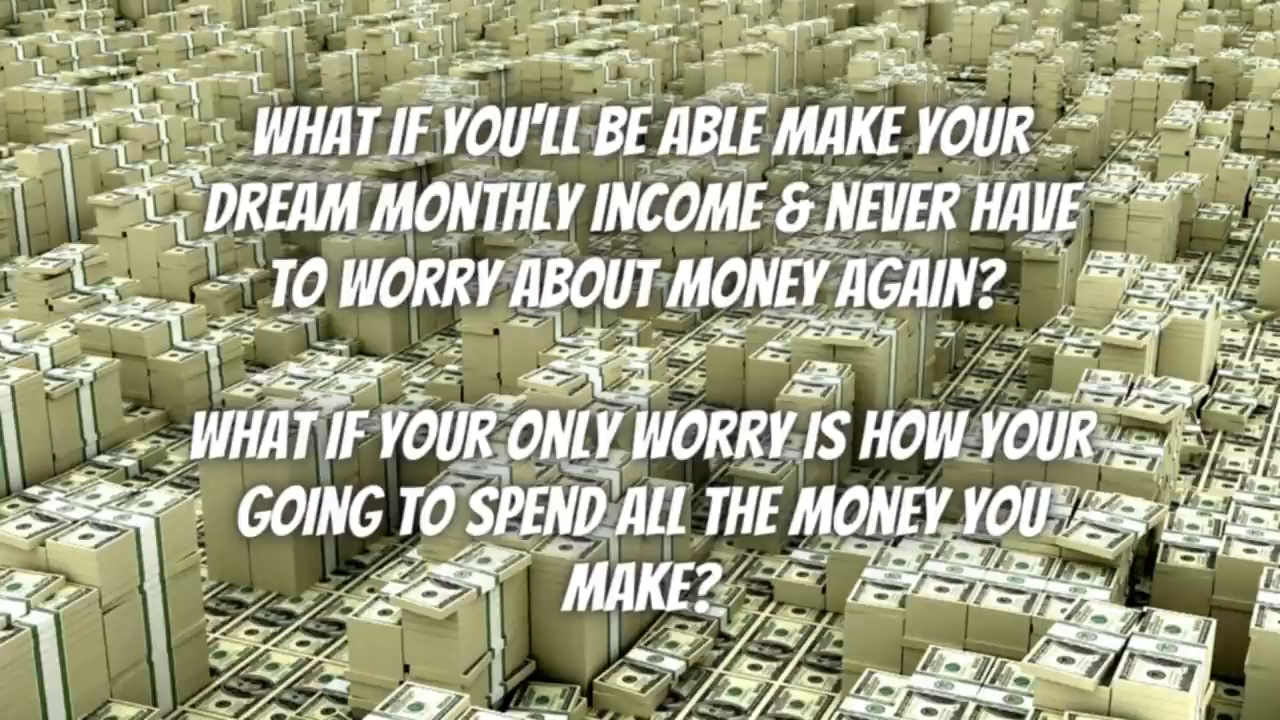 WHAT IF YOU'LL BE ABLE MAKE YOUR
DREAM MONTHLY INCOME & NEVER HAVE
TO WORRY ABOUT MONEY AGAIN?
WHAT IF YOUR ONLY WORRY IS HOW YOUR
GOING TO SPEND ALL THE MONEY YOU
MAKE?